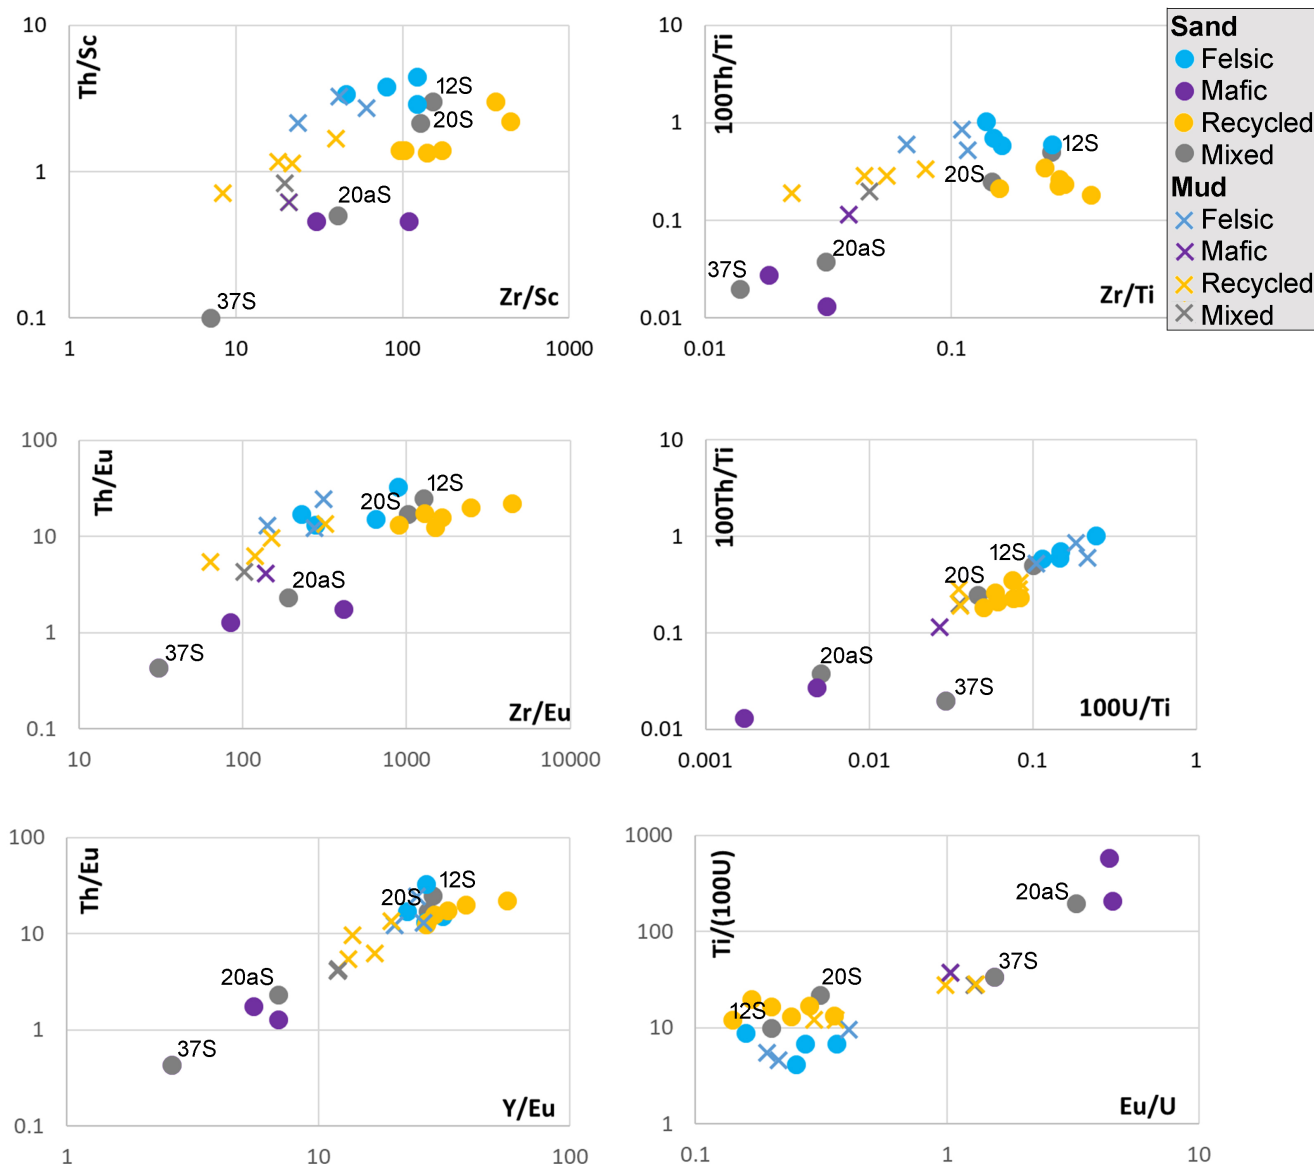 10
Th/Sc
12S
20S
1
20aS
37S
Zr/Sc
0.1
1
10
100
1000
10
100Th/Ti
1
12S
20S
0.1
20aS
37S
Zr/Ti
0.01
0.01
0.1
Sand
Felsic
Mafic
Recycled
Mixed
Mud
Felsic
Mafic
Recycled
Mixed
100
Th/Eu
12S
20S
10
20aS
1
37S
Zr/Eu
0.1
10
100
1000
10000
10
100Th/Ti
1
12S
20S
0.1
20aS
37S
100U/Ti
0.01
0.001
0.01
0.1
1
100
Th/Eu
12S
20S
10
20aS
1
37S
Y/Eu
0.1
1
10
100
1000
Ti/(100U)
20aS
100
37S
20S
12S
10
Eu/U
1
0.1
1
10